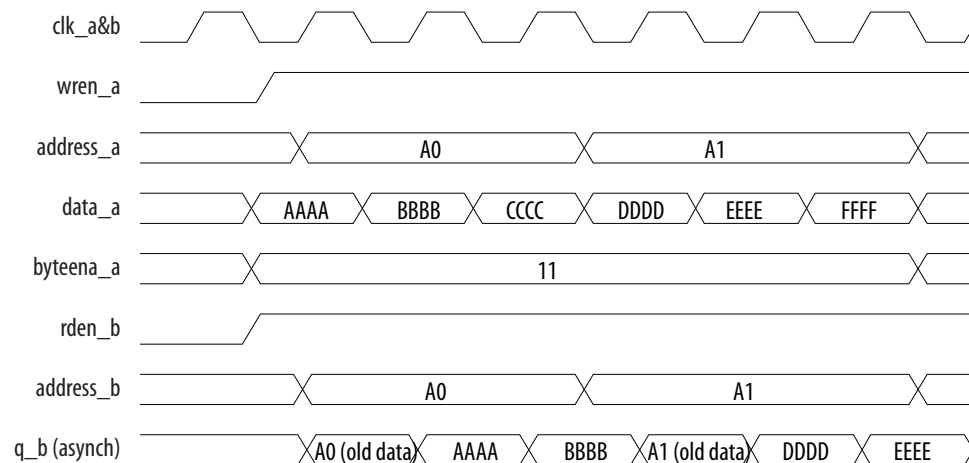 clk_a&b
wren_a
address_a A0 A1
data_a AAAA BBBB CCCC DDDD EEEE FFFF
byteena_a 11
rden_b
address_b A0 A1
q_b (asynch) A0 (old data) AAAA BBBB A1 (old data) DDDD EEEE